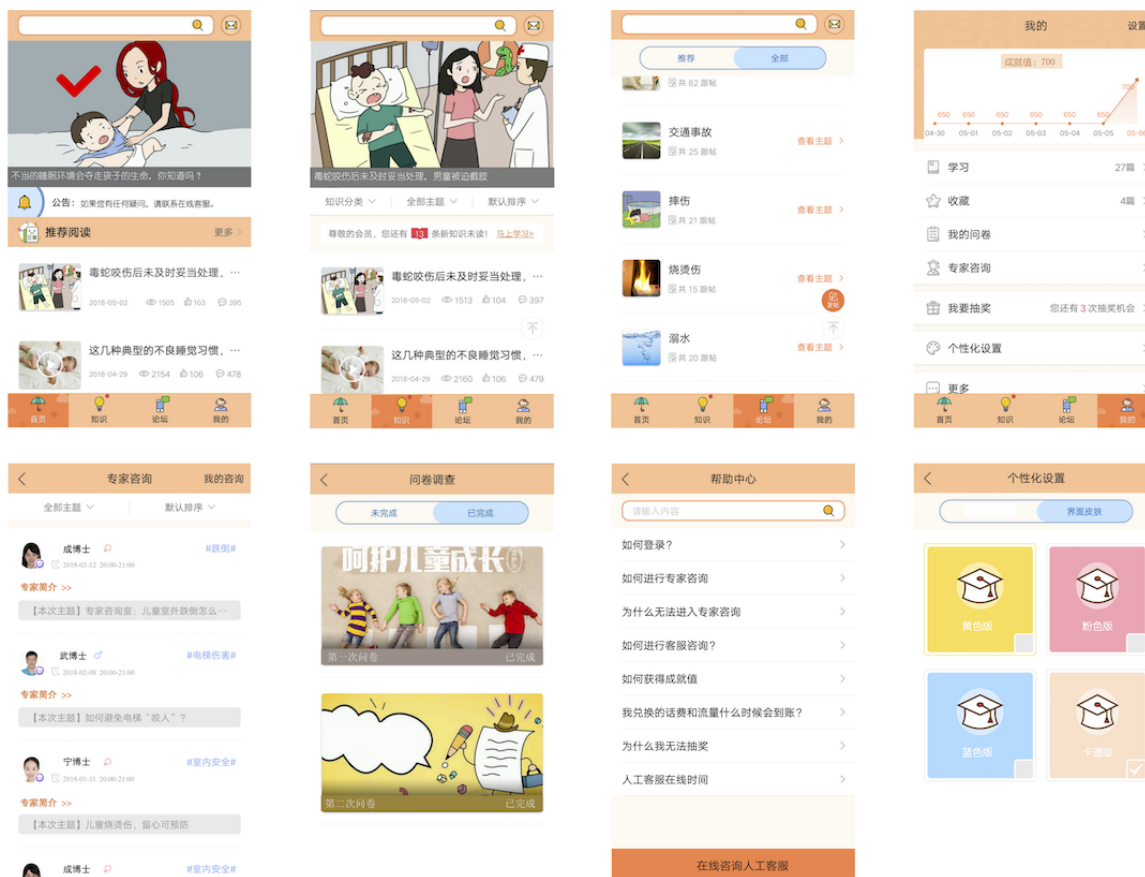 不当的睡眠环境会夺走孩子的生命，你知道吗？
公告：如果您有任何疑问，请联系在线客服。
推荐阅读
更多 >
毒蛇咬伤后未及时妥当处理，…
2018-05-02 1505 103 395
这几种典型的不良睡觉习惯，…
2018-04-29 2154 106 478
首页 知识 论坛 我的
毒蛇咬伤后未及时妥当处理，男童被迫截肢
知识分类 全部主题 默认排序
尊敬的会员，您还有 13 条新知识未读！ 马上学习>
毒蛇咬伤后未及时妥当处理，…
2018-05-02 1513 104 397
这几种典型的不良睡觉习惯，…
2018-04-29 2160 106 479
首页 知识 论坛 我的
推荐 全部
共 82 跟帖
交通事故
共 25 跟帖
查看主题 >
摔伤
共 21 跟帖
查看主题 >
烧烫伤
共 15 跟帖
查看主题 >
发帖
溺水
共 20 跟帖
查看主题 >
首页 知识 论坛 我的
我的 设置
成就值：700
700
650 650 650 650 650 650
04-30 05-01 05-02 05-03 05-04 05-05 05-06
学习 27篇
收藏 4篇
我的问卷
专家咨询
我要抽奖 您还有 3 次抽奖机会
个性化设置
更多
首页 知识 论坛 我的
专家咨询 我的咨询
全部主题 默认排序
成博士 #跌倒#
2018-03-12 20:00-21:00
专家简介 >>
【本次主题】专家咨询室：儿童室外跌倒怎么…
武博士 #电梯伤害#
2018-02-08 20:00-21:00
专家简介 >>
【本次主题】如何避免电梯“咬人”？
宁博士 #室内安全#
2018-01-11 20:00-21:00
专家简介 >>
【本次主题】儿童烧烫伤，留心可预防
成博士 #室内安全#
问卷调查
未完成 已完成
呵护儿童成长
第一次问卷 已完成
第二次问卷 已完成
帮助中心
请输入内容
如何登录？
如何进行专家咨询
为什么无法进入专家咨询
如何进行客服咨询？
如何获得成就值
我兑换的话费和流量什么时候会到账？
为什么我无法抽奖
人工客服在线时间
在线咨询人工客服
个性化设置
界面皮肤
黄色版 粉色版
蓝色版 卡通版